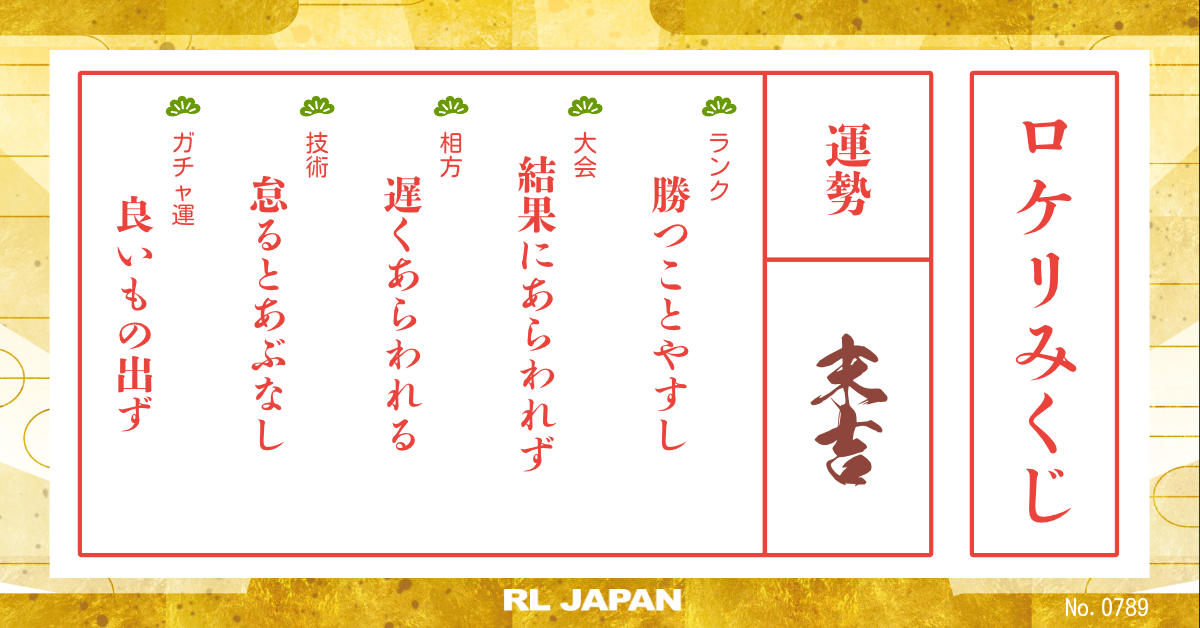 ロケリみくじ
運勢
末吉
ランク
勝つことやすし
大会
結果にあらわれず
相方
遅くあらわれる
技術
怠るとあぶなし
ガチャ運
良いもの出ず
RL JAPAN
No. 0789